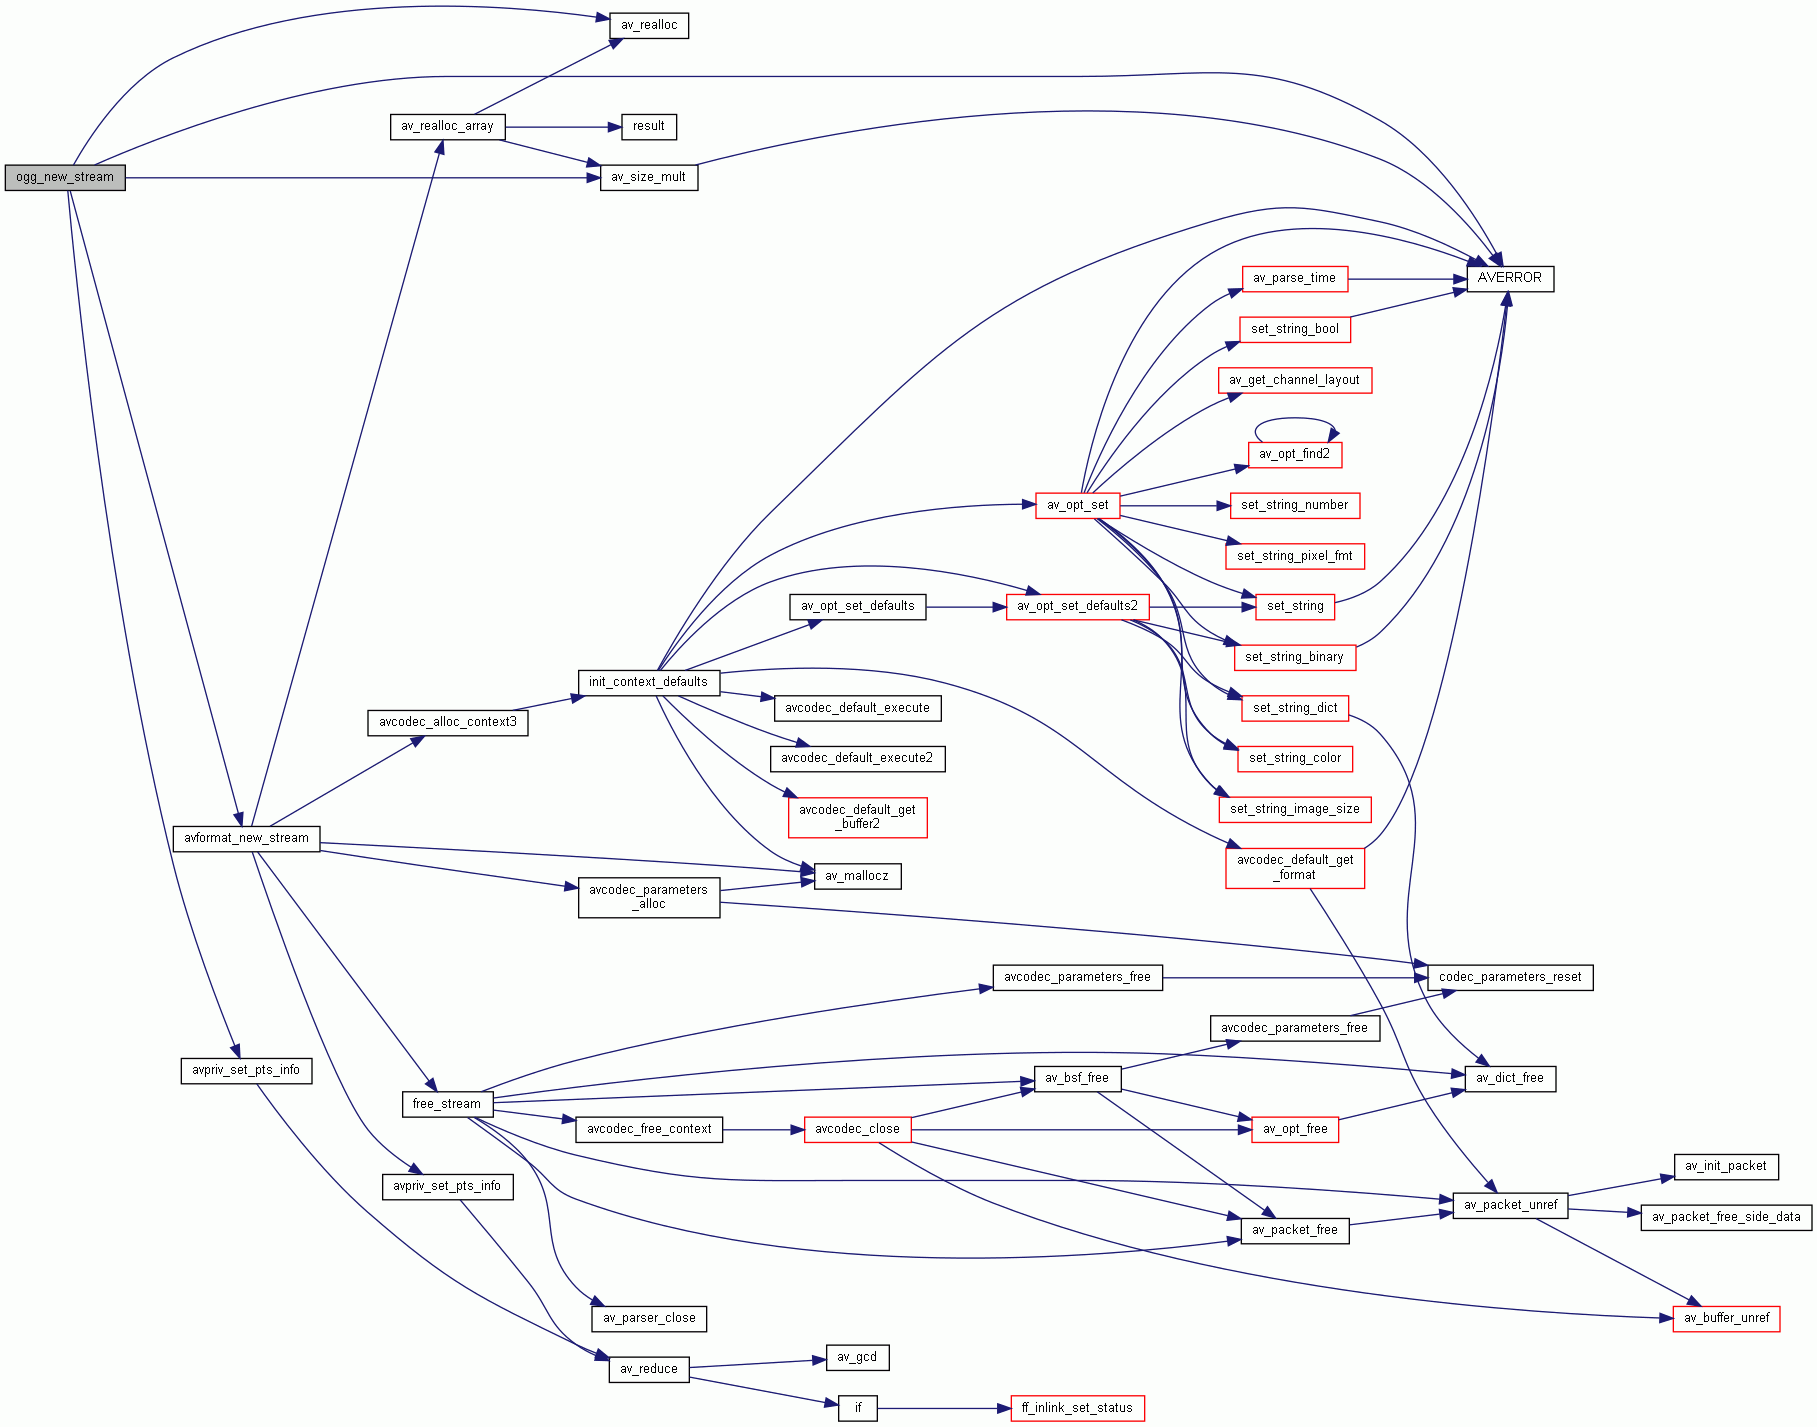 av_realloc
av_realloc_array
result
ogg_new_stream
av_size_mult
av_parse_time
AVERROR
set_string_bool
av_get_channel_layout
av_opt_find2
av_opt_set
set_string_number
set_string_pixel_fmt
av_opt_set_defaults
av_opt_set_defaults2
set_string
set_string_binary
init_context_defaults
avcodec_default_execute
set_string_dict
avcodec_alloc_context3
avcodec_default_execute2
set_string_color
avcodec_default_get
_buffer2
set_string_image_size
avformat_new_stream
avcodec_default_get
_format
av_mallocz
avcodec_parameters
_alloc
avcodec_parameters_free
codec_parameters_reset
avcodec_parameters_free
avpriv_set_pts_info
av_bsf_free
av_dict_free
free_stream
avcodec_free_context
avcodec_close
av_opt_free
av_init_packet
avpriv_set_pts_info
av_packet_unref
av_packet_free_side_data
av_packet_free
av_parser_close
av_buffer_unref
av_reduce
av_gcd
if
ff_inlink_set_status